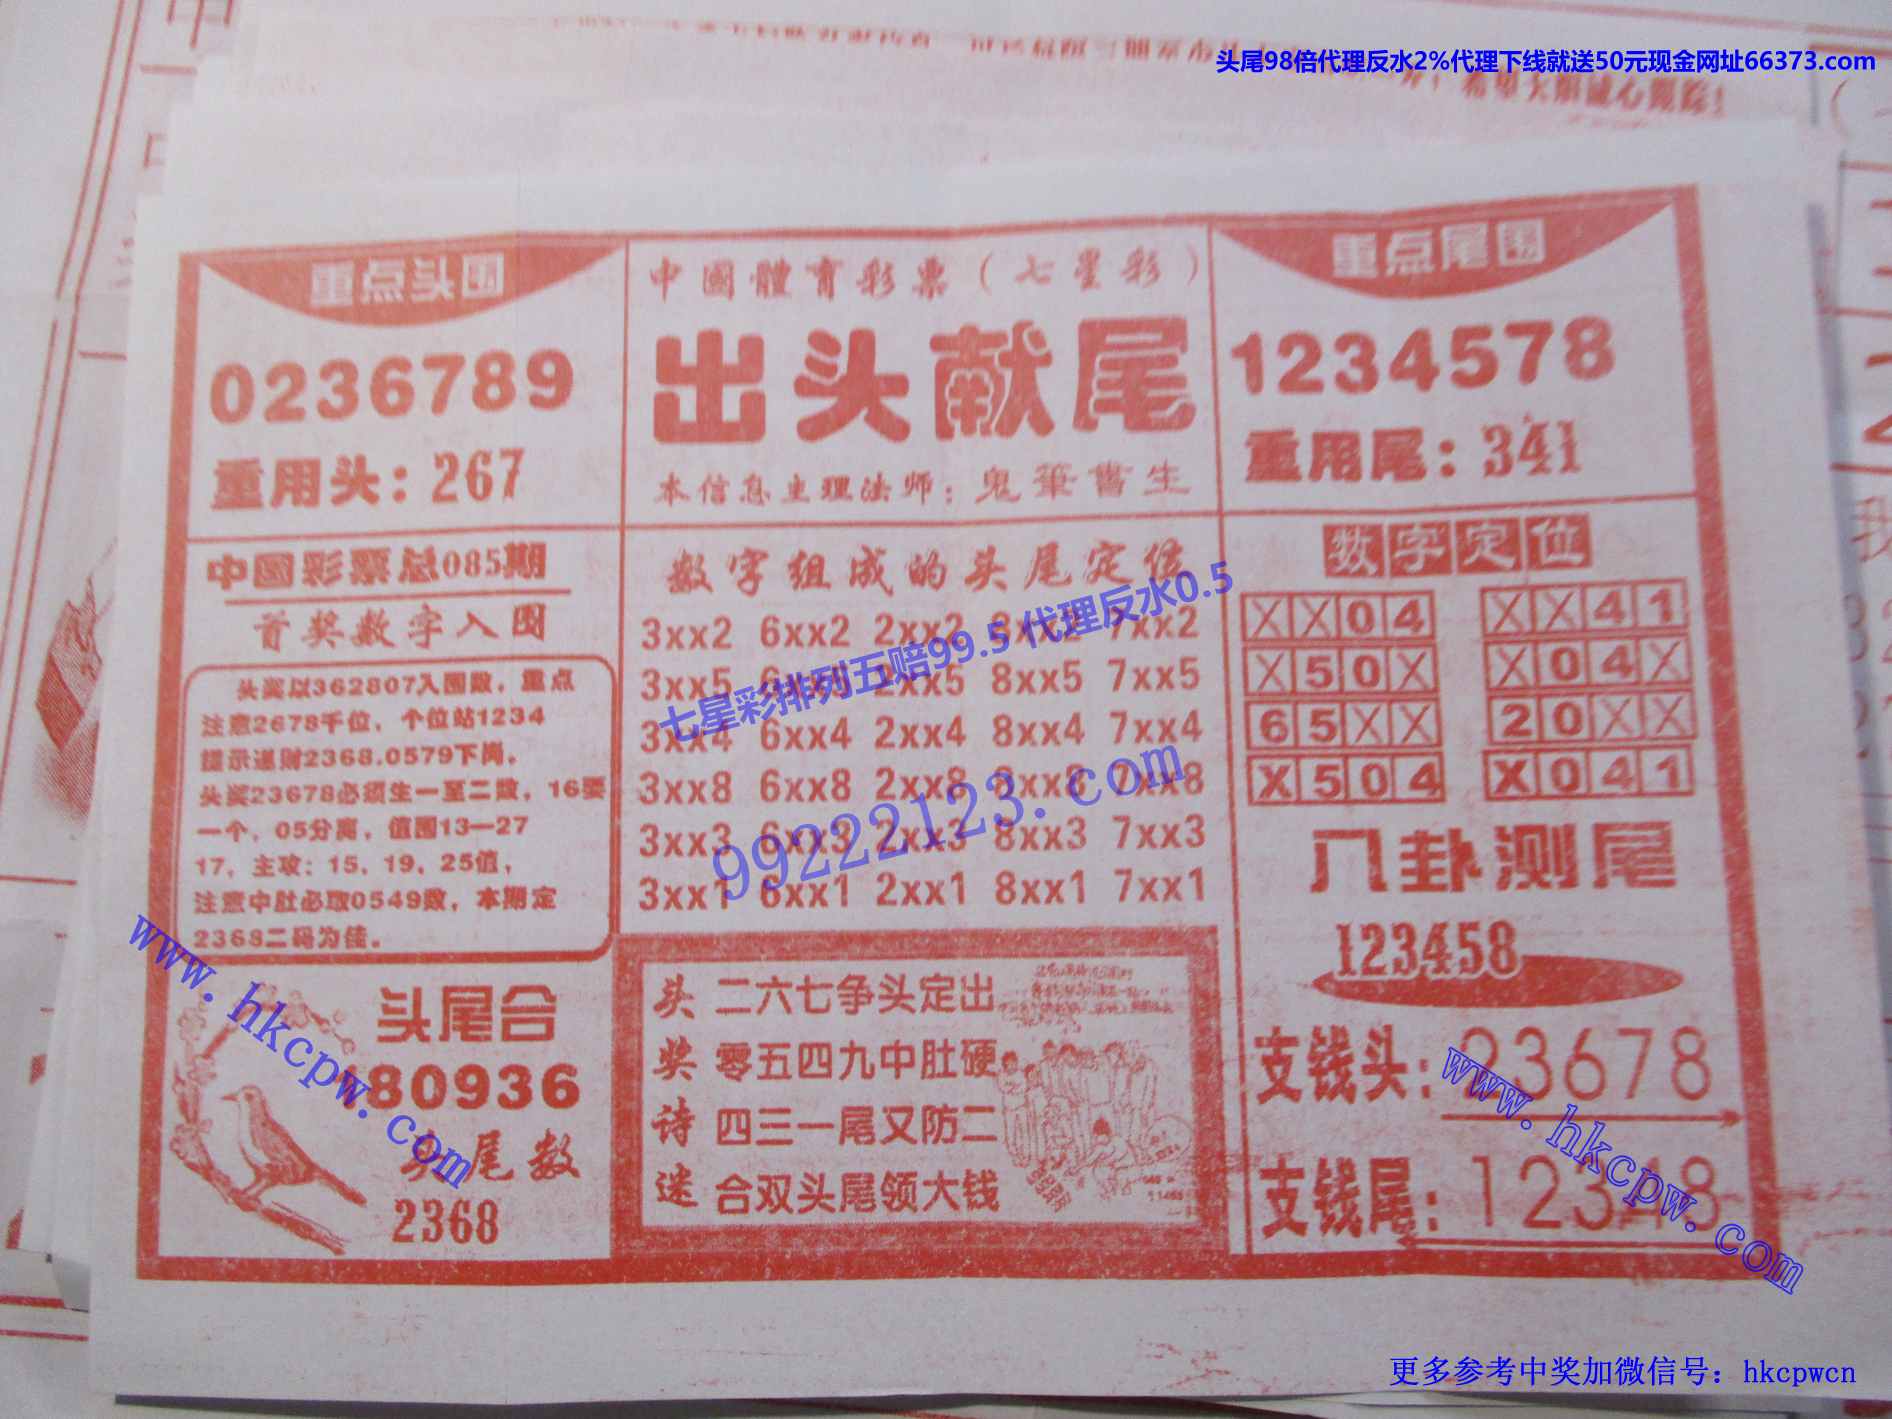 头尾98倍代理反水2%代理下线就送50元现金网址66373.com
重点头围
0236789
重用头：267
中國體育彩票（七星彩）
出头献尾
本信息主理法师：鬼筆書生
重点尾围
1234578
重用尾：341
中国彩票总085期
首奖数字入围
头奖以362807入围数，重点
注意2678千位，个位站1234
提示递财2368.0579下岗，
头奖23678必须生一至二数，16要
一个，05分离，值围13—27
17，主攻：15，19，25值，
注意中肚必取0549数，本期定
2368二码为佳。
数字组成的头尾定位
3xx2 6xx2 2xx2 8xx2 7xx2
3xx5 6xx5 2xx5 8xx5 7xx5
3xx4 6xx4 2xx4 8xx4 7xx4
3xx8 6xx8 2xx8 8xx8 7xx8
3xx3 6xx3 2xx3 8xx3 7xx3
3xx1 6xx1 2xx1 8xx1 7xx1
七星彩排列五赔99.5 代理反水0.5
99222123.com
数字定位
XX04 XX41
X50X X04X
65XX 20XX
X504 X041
八卦测尾
123458
支钱头：23678
支钱尾：12348
头尾合
180936
头尾数
2368
头奖诗谜
二六七争头定出
零五四九中肚硬
四三一尾又防二
合双头尾领大钱
www.hkcpw.com
www.hkcpw.com
更多参考中奖加微信号：hkcpwcn